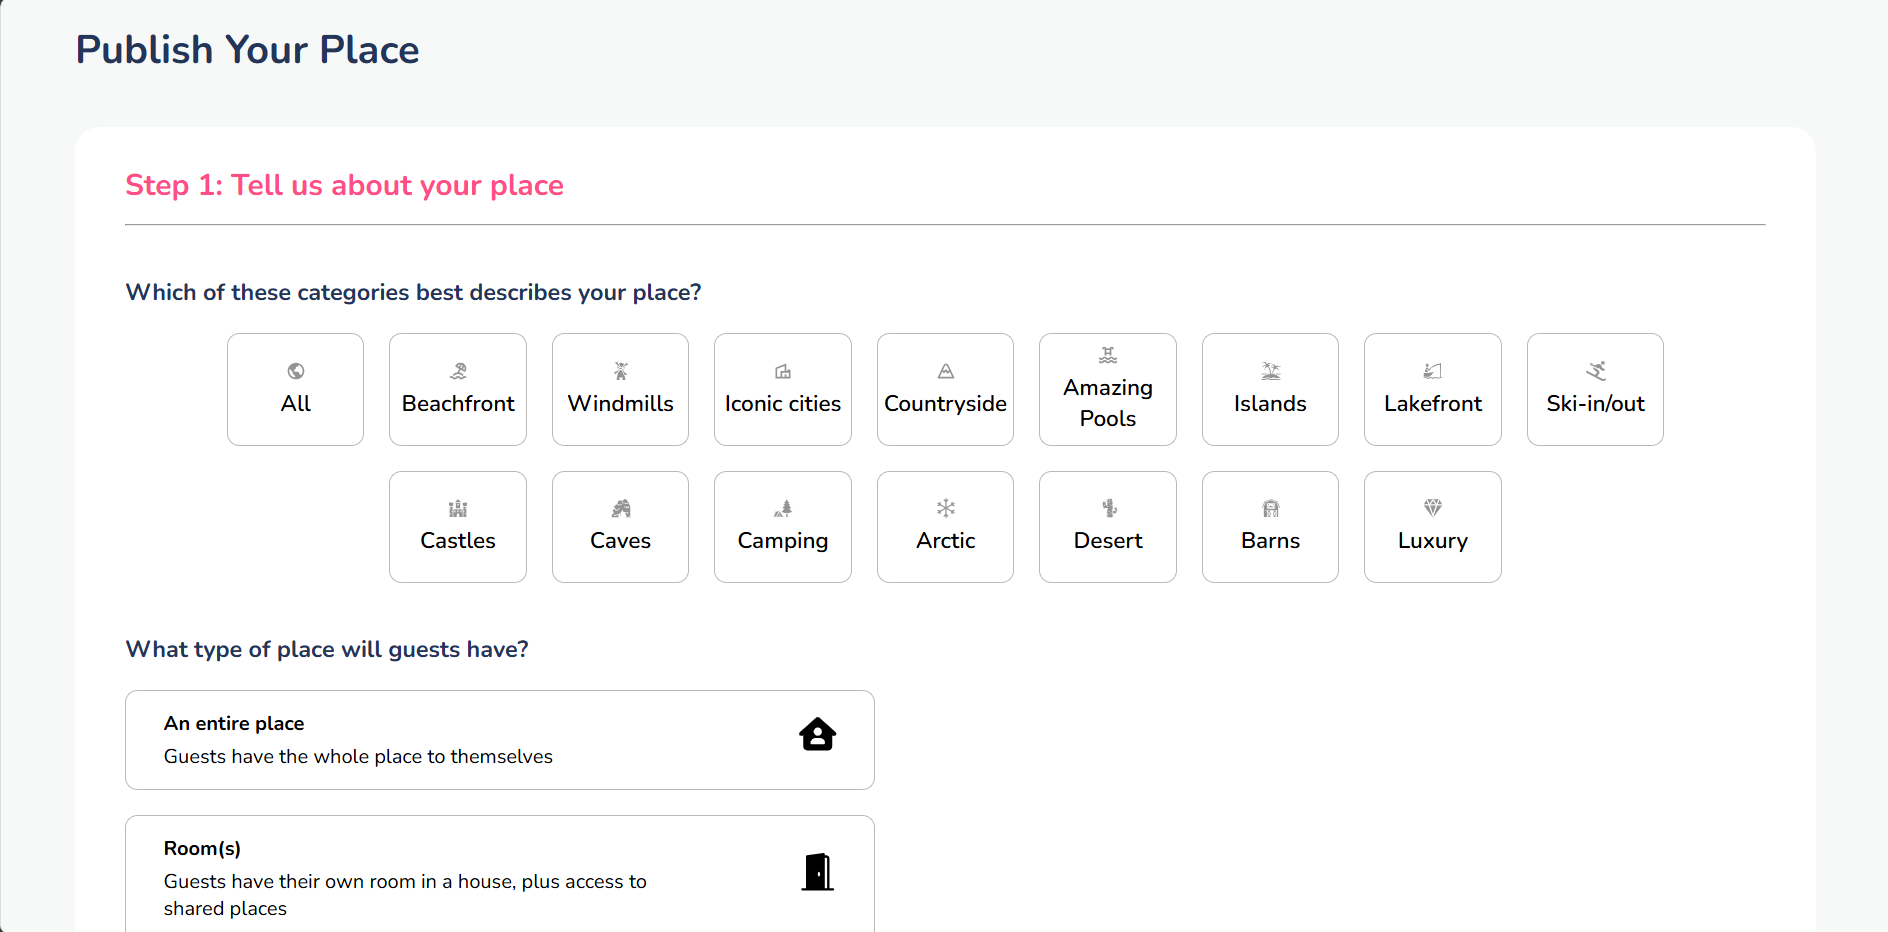 Publish Your Place
Step 1: Tell us about your place
Which of these categories best describes your place?
All
Beachfront
Windmills
Iconic cities
Countryside
Amazing
Pools
Islands
Lakefront
Ski-in/out
Castles
Caves
Camping
Arctic
Desert
Barns
Luxury
What type of place will guests have?
An entire place
Guests have the whole place to themselves
Room(s)
Guests have their own room in a house, plus access to
shared places